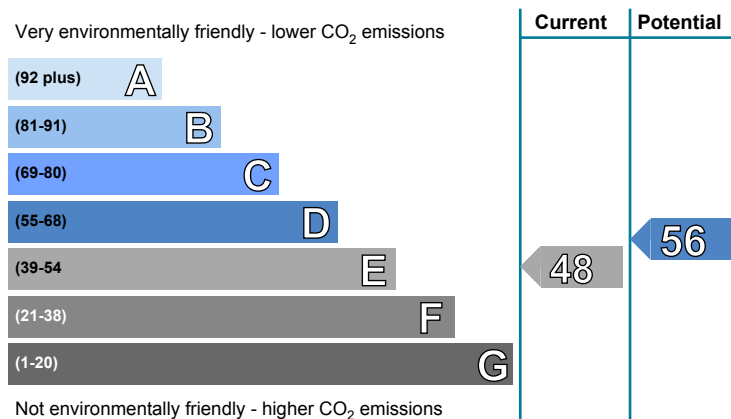 Very environmentally friendly - lower CO₂ emissions
Current
Potential
(92 plus) A
(81-91) B
(69-80) C
(55-68) D
(39-54 E
(21-38) F
(1-20) G
48
56
Not environmentally friendly - higher CO₂ emissions